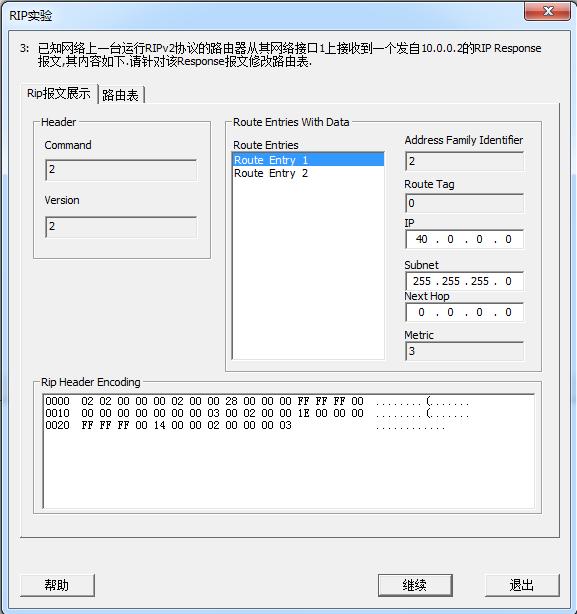 RIP实验
3: 已知网络上一台运行RIPv2协议的路由器从其网络接口1上接收到一个发自10.0.0.2的RIP Response
报文,其内容如下.请针对该Response报文修改路由表.
Rip报文展示 路由表
Header
Command
2
Version
2
Route Entries With Data
Route Entries
Route Entry 1
Route Entry 2
Address Family Identifier
2
Route Tag
0
IP
40 . 0 . 0 . 0
Subnet
255 . 255 . 255 . 0
Next Hop
0 . 0 . 0 . 0
Metric
3
Rip Header Encoding
0000 02 02 00 00 00 02 00 00 28 00 00 00 FF FF FF 00 ........(.......
0010 00 00 00 00 00 00 00 03 00 02 00 00 1E 00 00 00 ........(.......
0020 FF FF FF 00 14 00 00 02 00 00 00 03 ............
帮助 继续 退出